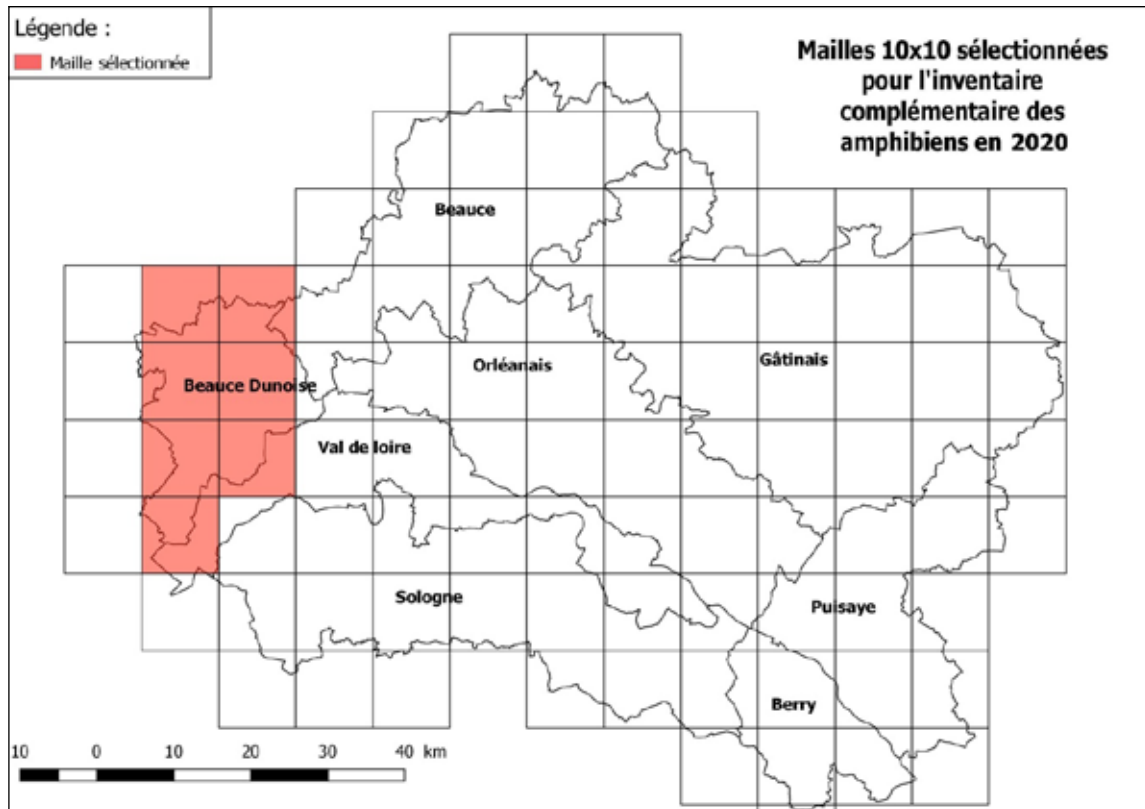 Légende :
Maille sélectionnée
Mailles 10x10 sélectionnées
pour l'inventaire
complémentaire des
amphibiens en 2020
Beauce
Beauce Dunoise
Orléanais
Gâtinais
Val de loire
Sologne
Puisaye
Berry
10 0 10 20 30 40 km